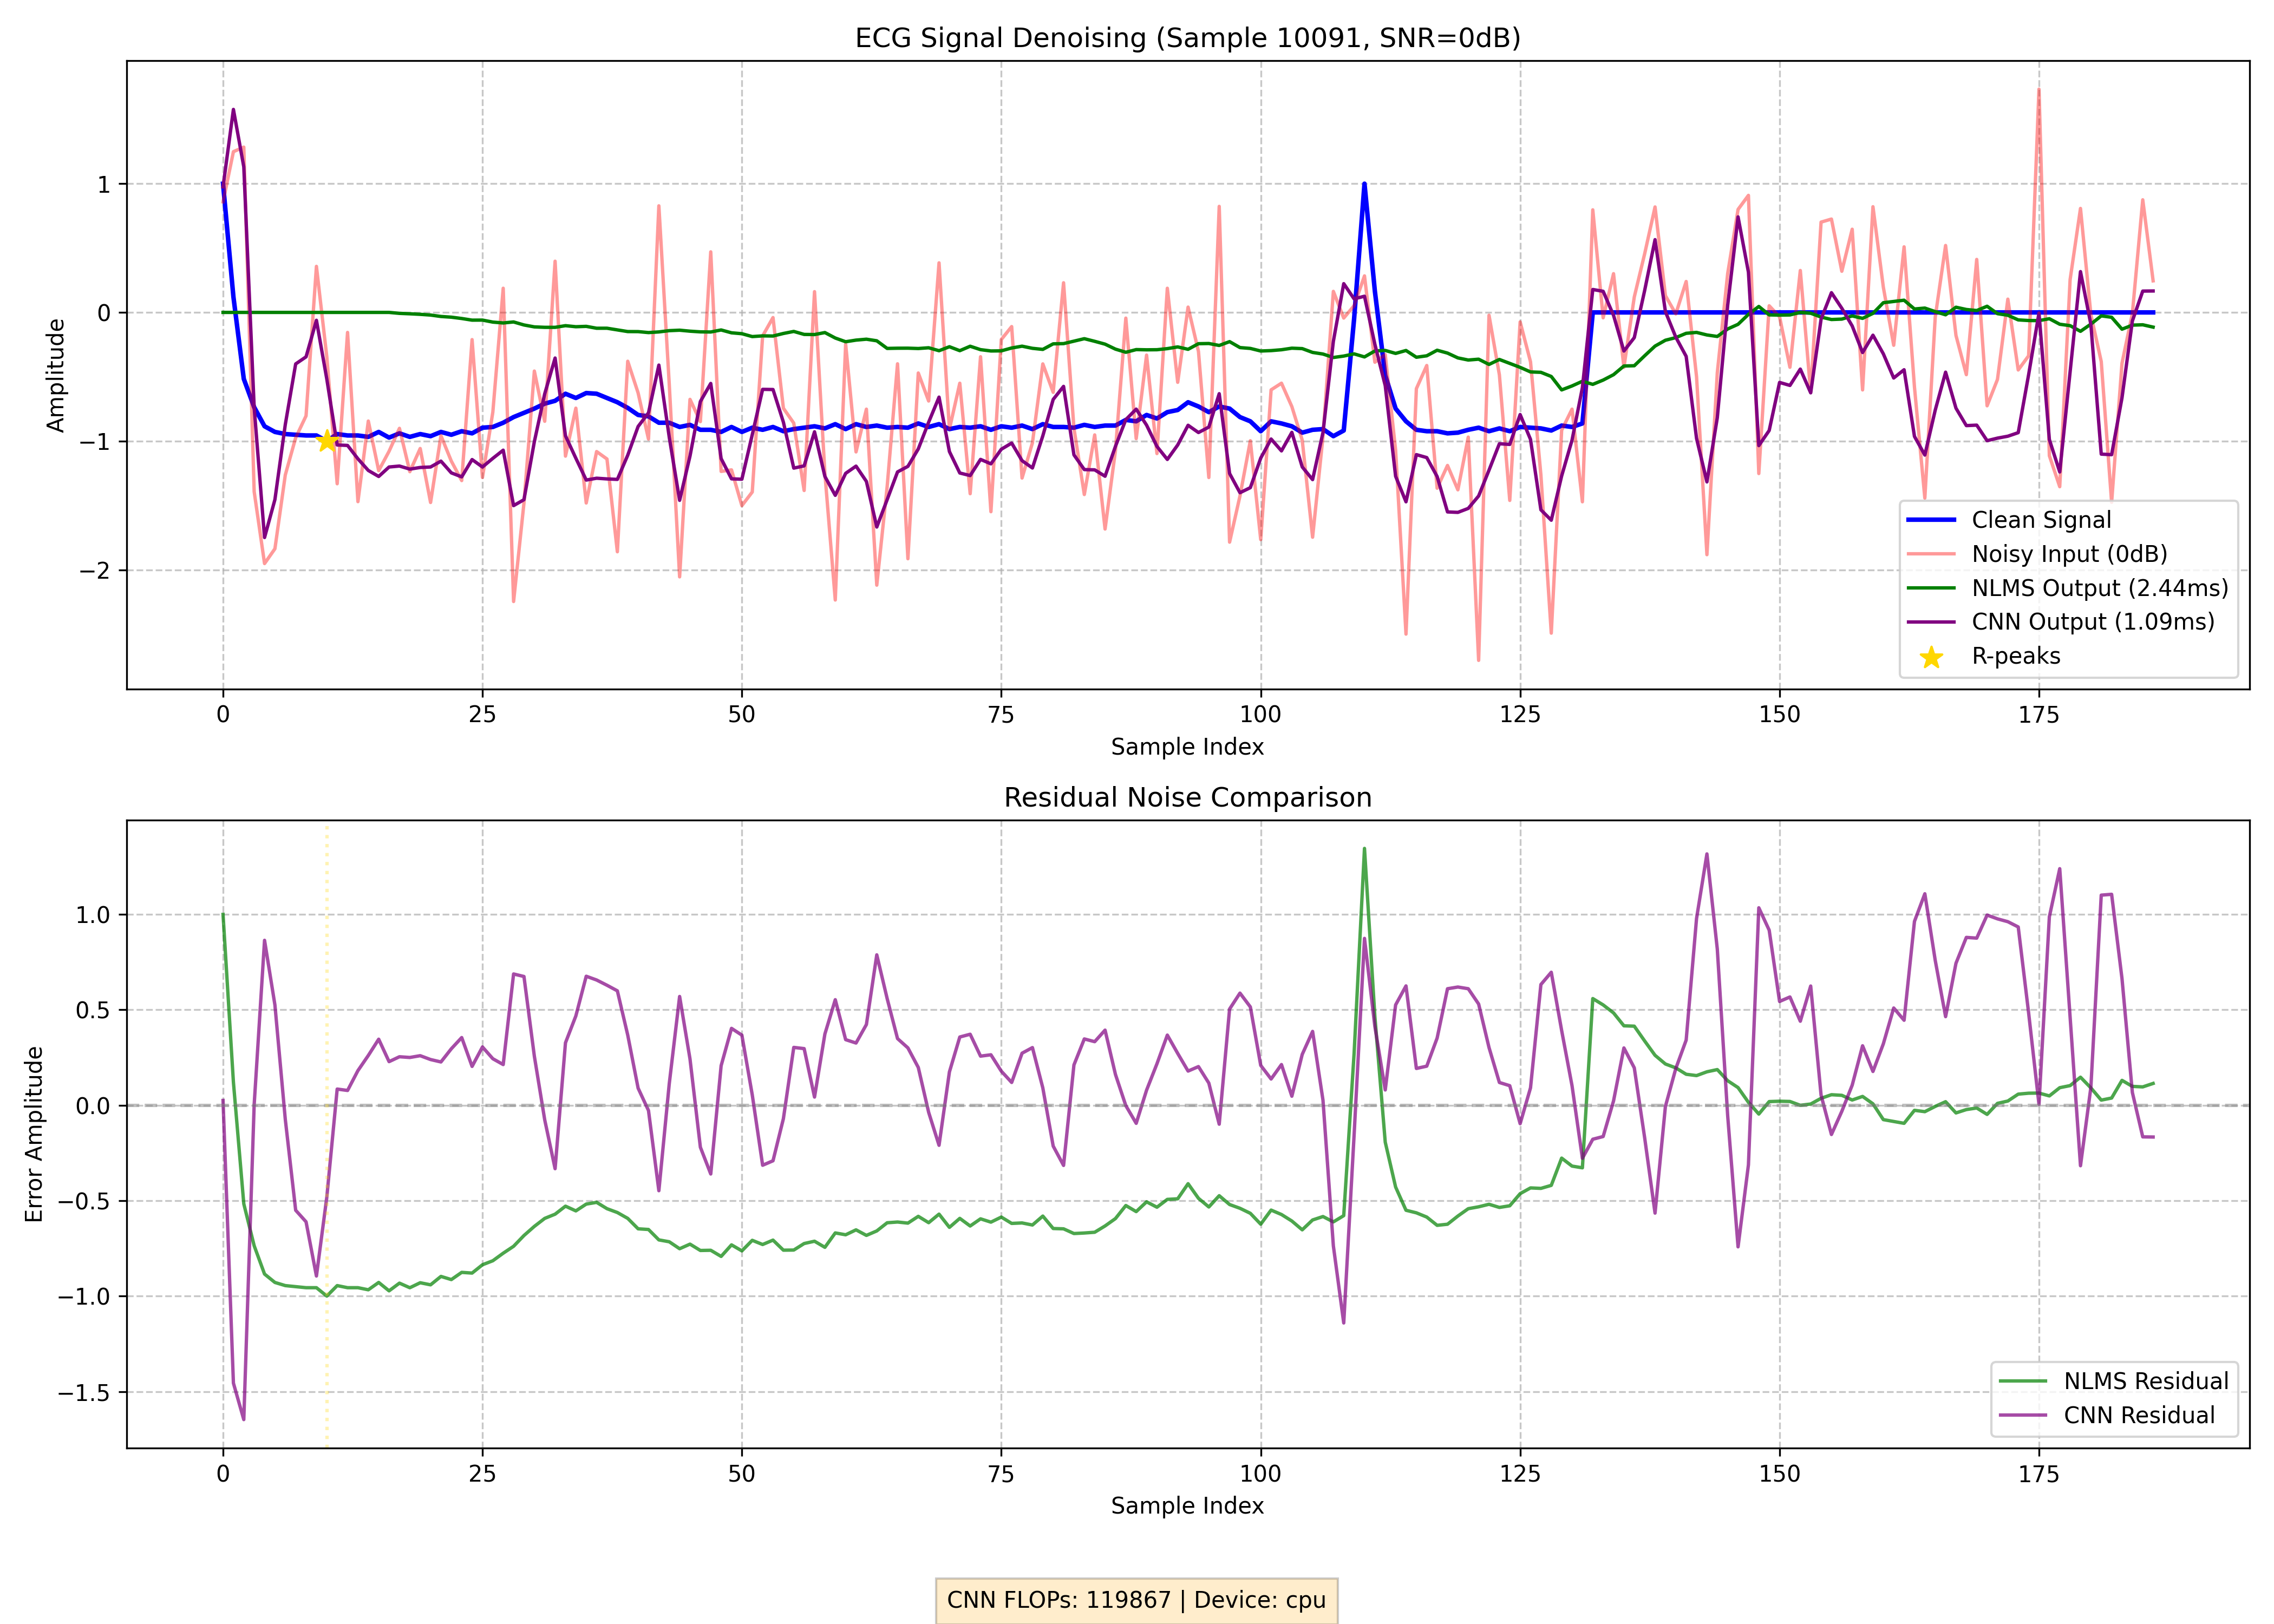 ECG Signal Denoising (Sample 10091, SNR=0dB)
Amplitude
1
0
−1
−2
Clean Signal
Noisy Input (0dB)
NLMS Output (2.44ms)
CNN Output (1.09ms)
R-peaks
0 25 50 75 100 125 150 175
Sample Index
Residual Noise Comparison
Error Amplitude
1.0
0.5
0.0
−0.5
−1.0
−1.5
NLMS Residual
CNN Residual
0 25 50 75 100 125 150 175
Sample Index
CNN FLOPs: 119867 | Device: cpu